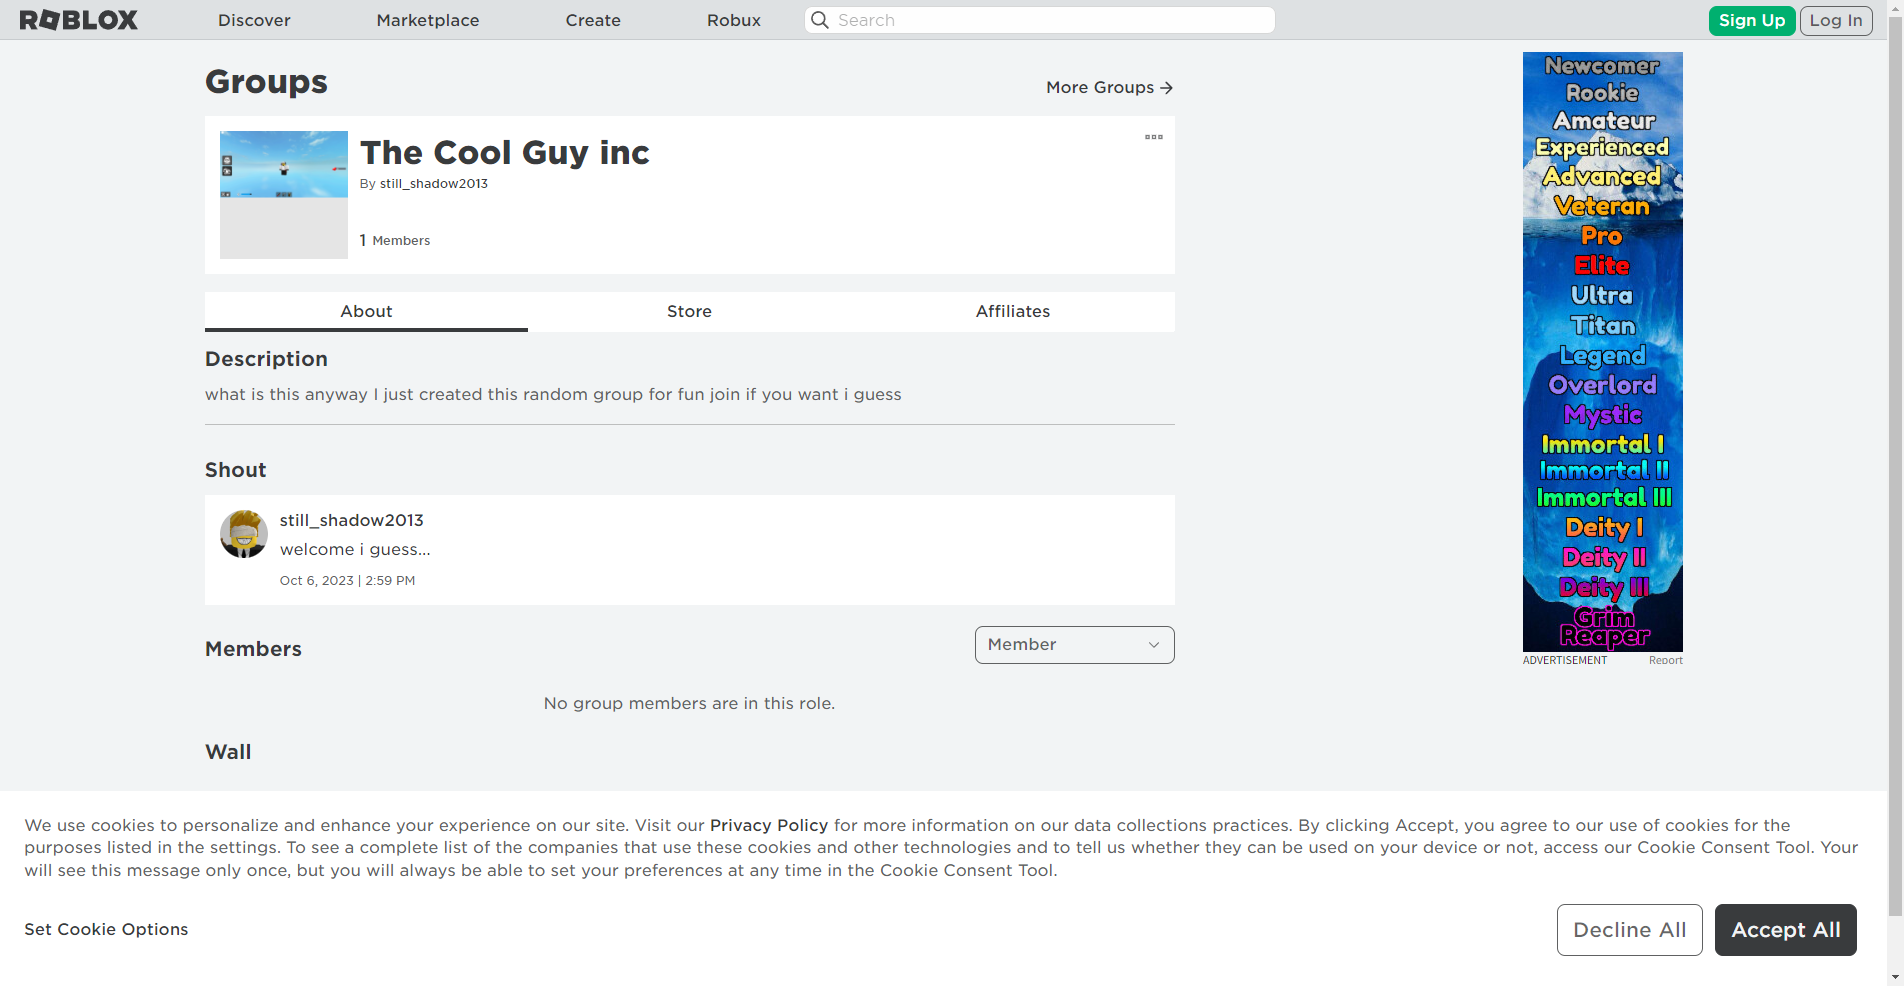 ROBLOX
Discover
Marketplace
Create
Robux
Search
Sign Up
Log In
Groups
More Groups
The Cool Guy inc
By still_shadow2013
1 Members
About
Store
Affiliates
Description
what is this anyway I just created this random group for fun join if you want i guess
Shout
still_shadow2013
welcome i guess...
Oct 6, 2023 | 2:59 PM
Members
Member
No group members are in this role.
Wall
Newcomer
Rookie
Amateur
Experienced
Advanced
Veteran
Pro
Elite
Ultra
Titan
Legend
Overlord
Mystic
Immortal I
Immortal II
Immortal III
Deity I
Deity II
Deity III
Grim
Reaper
ADVERTISEMENT
Report
We use cookies to personalize and enhance your experience on our site. Visit our Privacy Policy for more information on our data collections practices. By clicking Accept, you agree to our use of cookies for the
purposes listed in the settings. To see a complete list of the companies that use these cookies and other technologies and to tell us whether they can be used on your device or not, access our Cookie Consent Tool. Your
will see this message only once, but you will always be able to set your preferences at any time in the Cookie Consent Tool.
Set Cookie Options
Decline All
Accept All